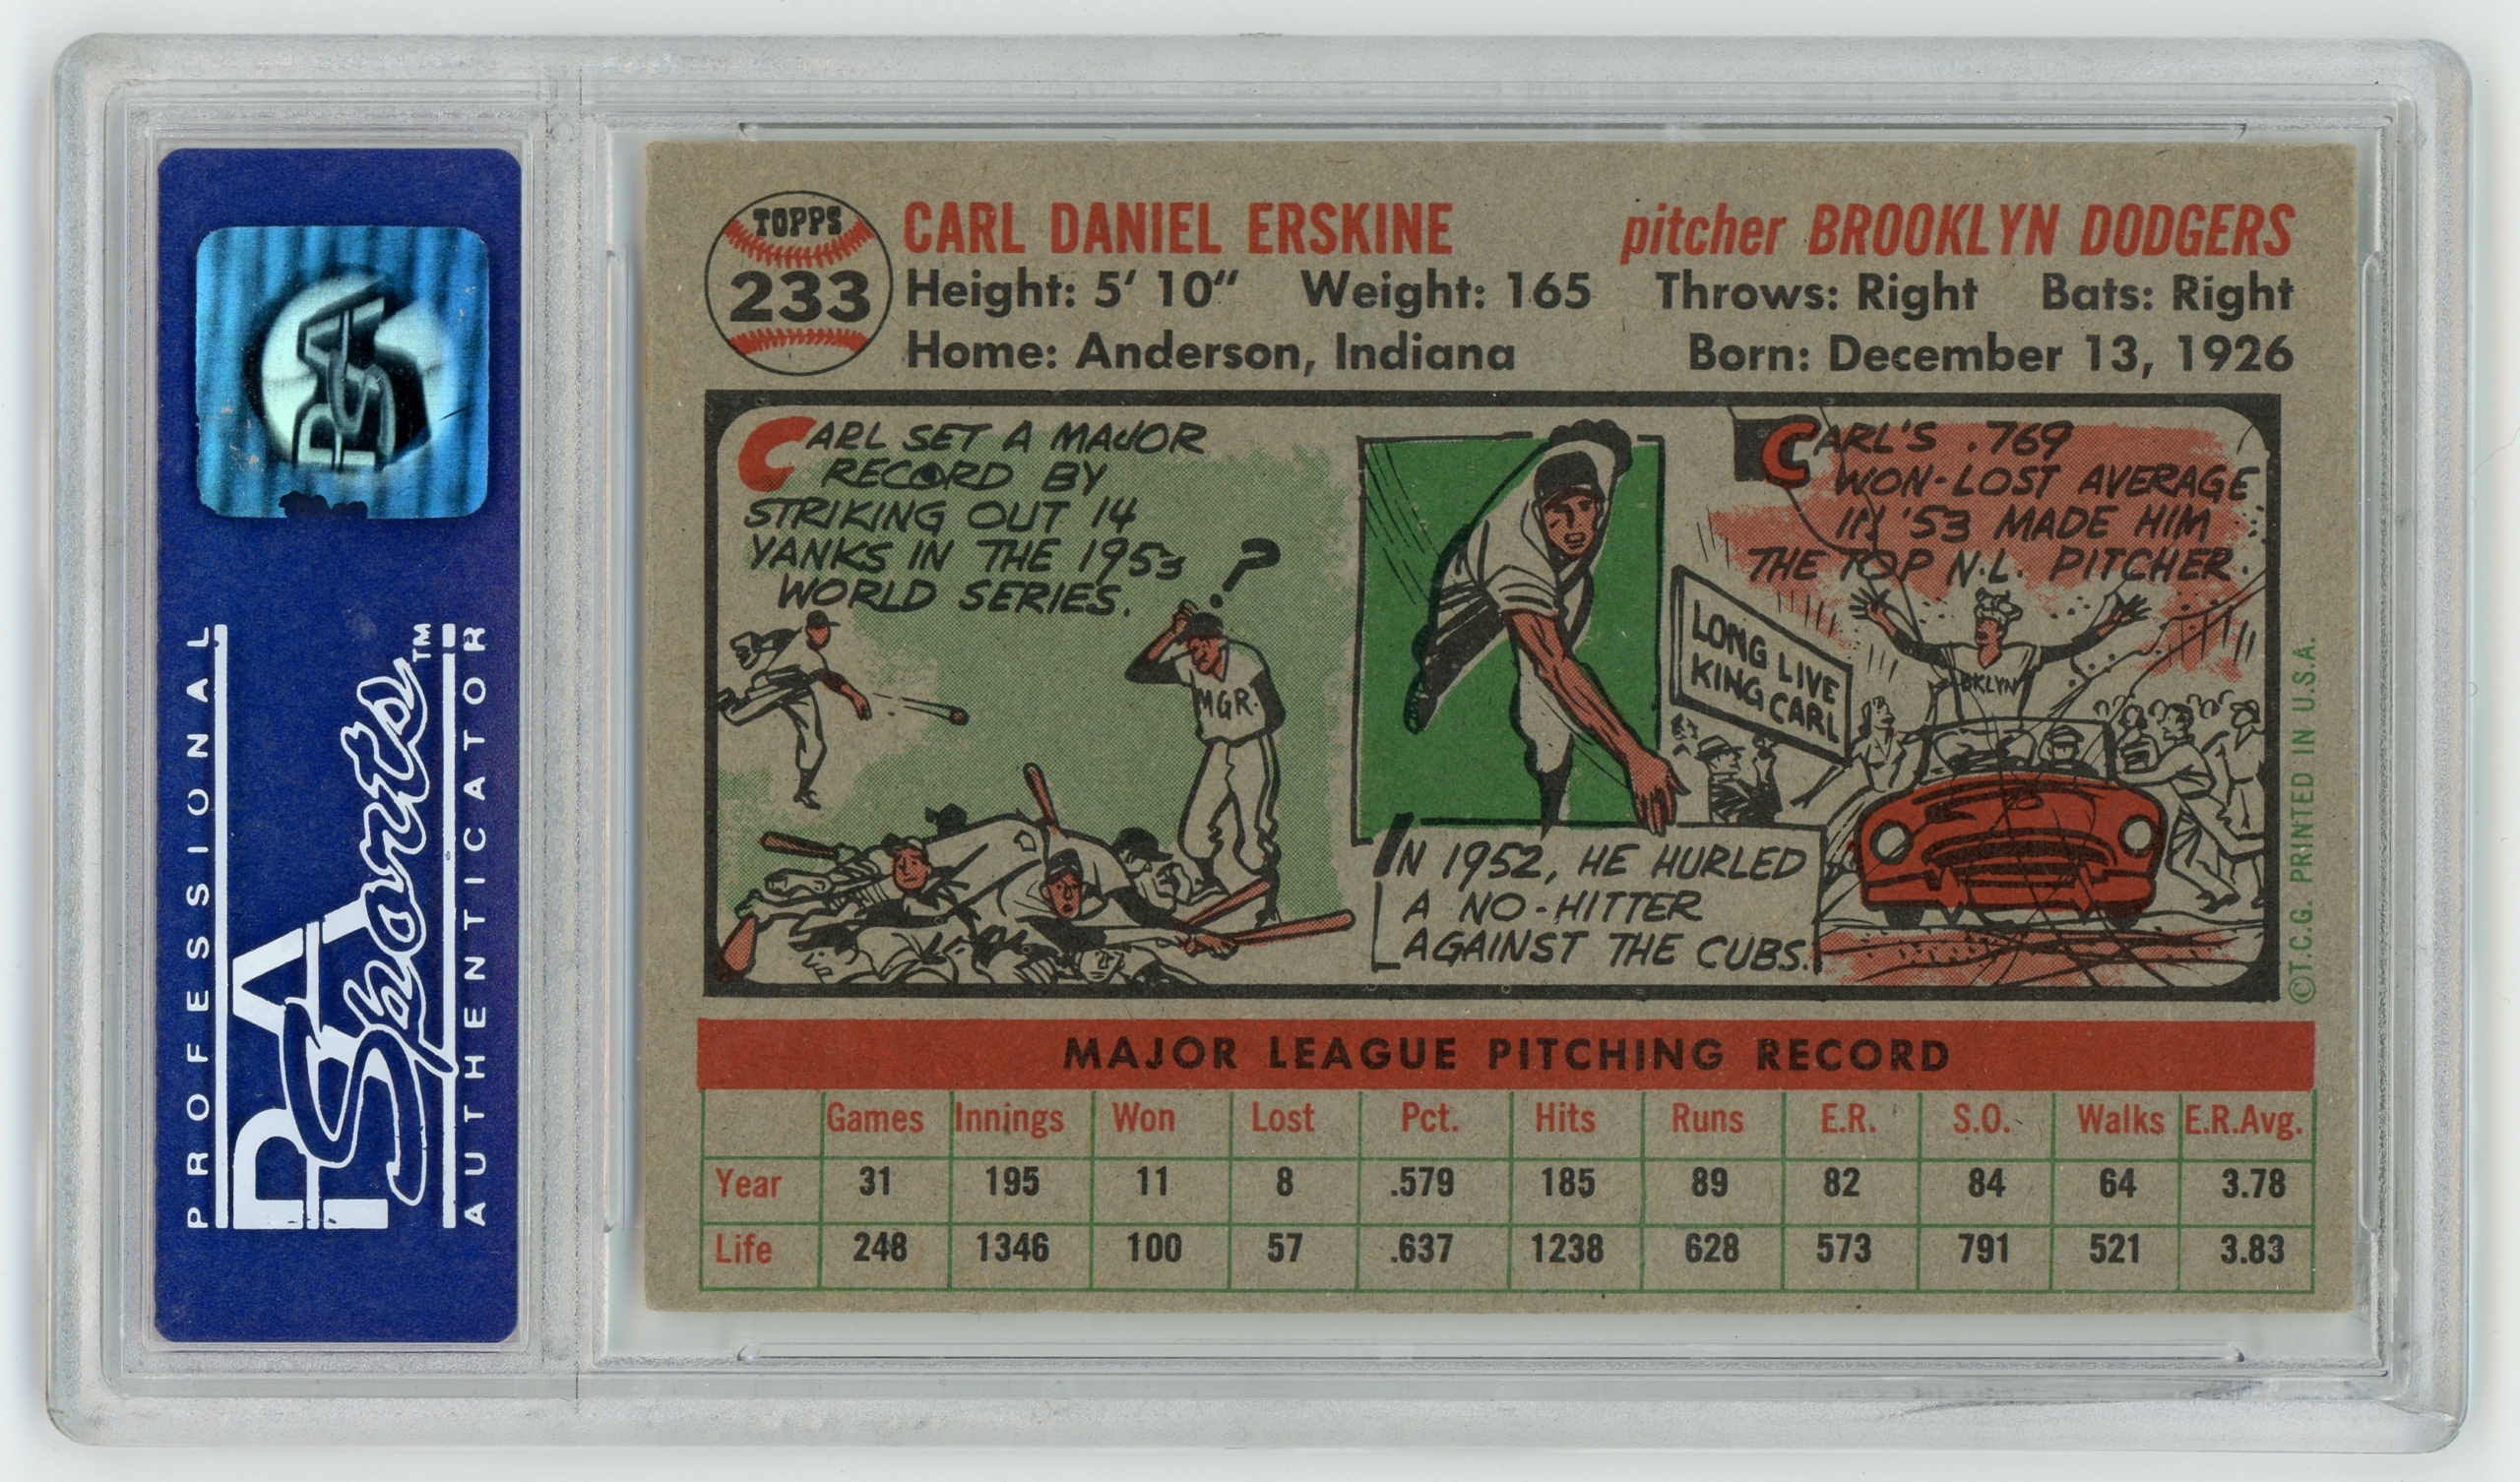 PSA
PROFESSIONAL
PSA Sports™
AUTHENTICATOR
TOPPS
233
CARL DANIEL ERSKINE
pitcher BROOKLYN DODGERS
Height: 5' 10" Weight: 165 Throws: Right Bats: Right
Home: Anderson, Indiana Born: December 13, 1926
CARL SET A MAJOR
RECORD BY
STRIKING OUT 14
YANKS IN THE 1953
WORLD SERIES.
?
MGR.
IN 1952, HE HURLED
A NO-HITTER
AGAINST THE CUBS.
CARL'S .769
WON-LOST AVERAGE
IN '53 MADE HIM
THE TOP N.L. PITCHER.
LONG LIVE
KING CARL
BKLYN
©T.C.G. PRINTED IN U.S.A.
MAJOR LEAGUE PITCHING RECORD
Games Innings Won Lost Pct. Hits Runs E.R. S.O. Walks E.R.Avg.
Year 31 195 11 8 .579 185 89 82 84 64 3.78
Life 248 1346 100 57 .637 1238 628 573 791 521 3.83